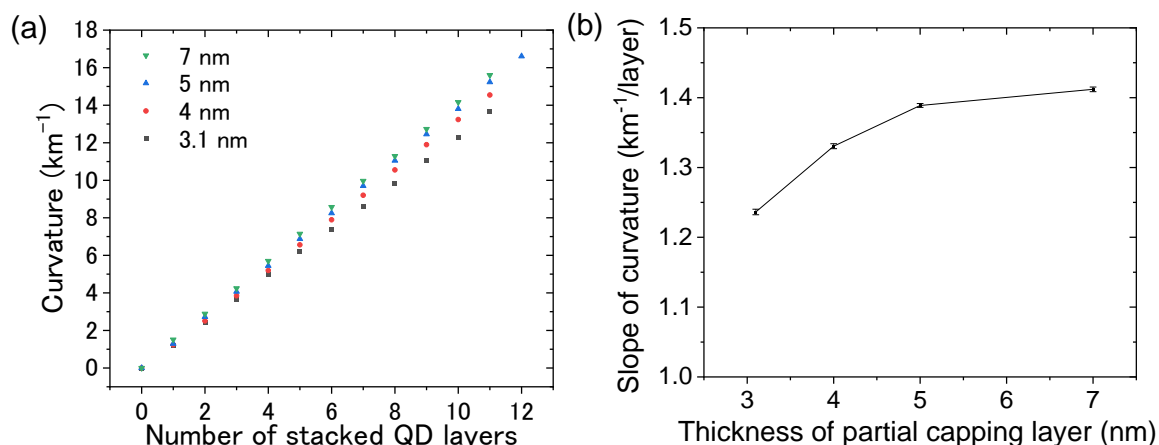 (a)
7 nm
5 nm
4 nm
3.1 nm
Curvature (km⁻¹)
18
16
14
12
10
8
6
4
2
0
0 2 4 6 8 10 12
Number of stacked QD layers
(b)
Slope of curvature (km⁻¹/layer)
1.5
1.4
1.3
1.2
1.1
1.0
3 4 5 6 7
Thickness of partial capping layer (nm)